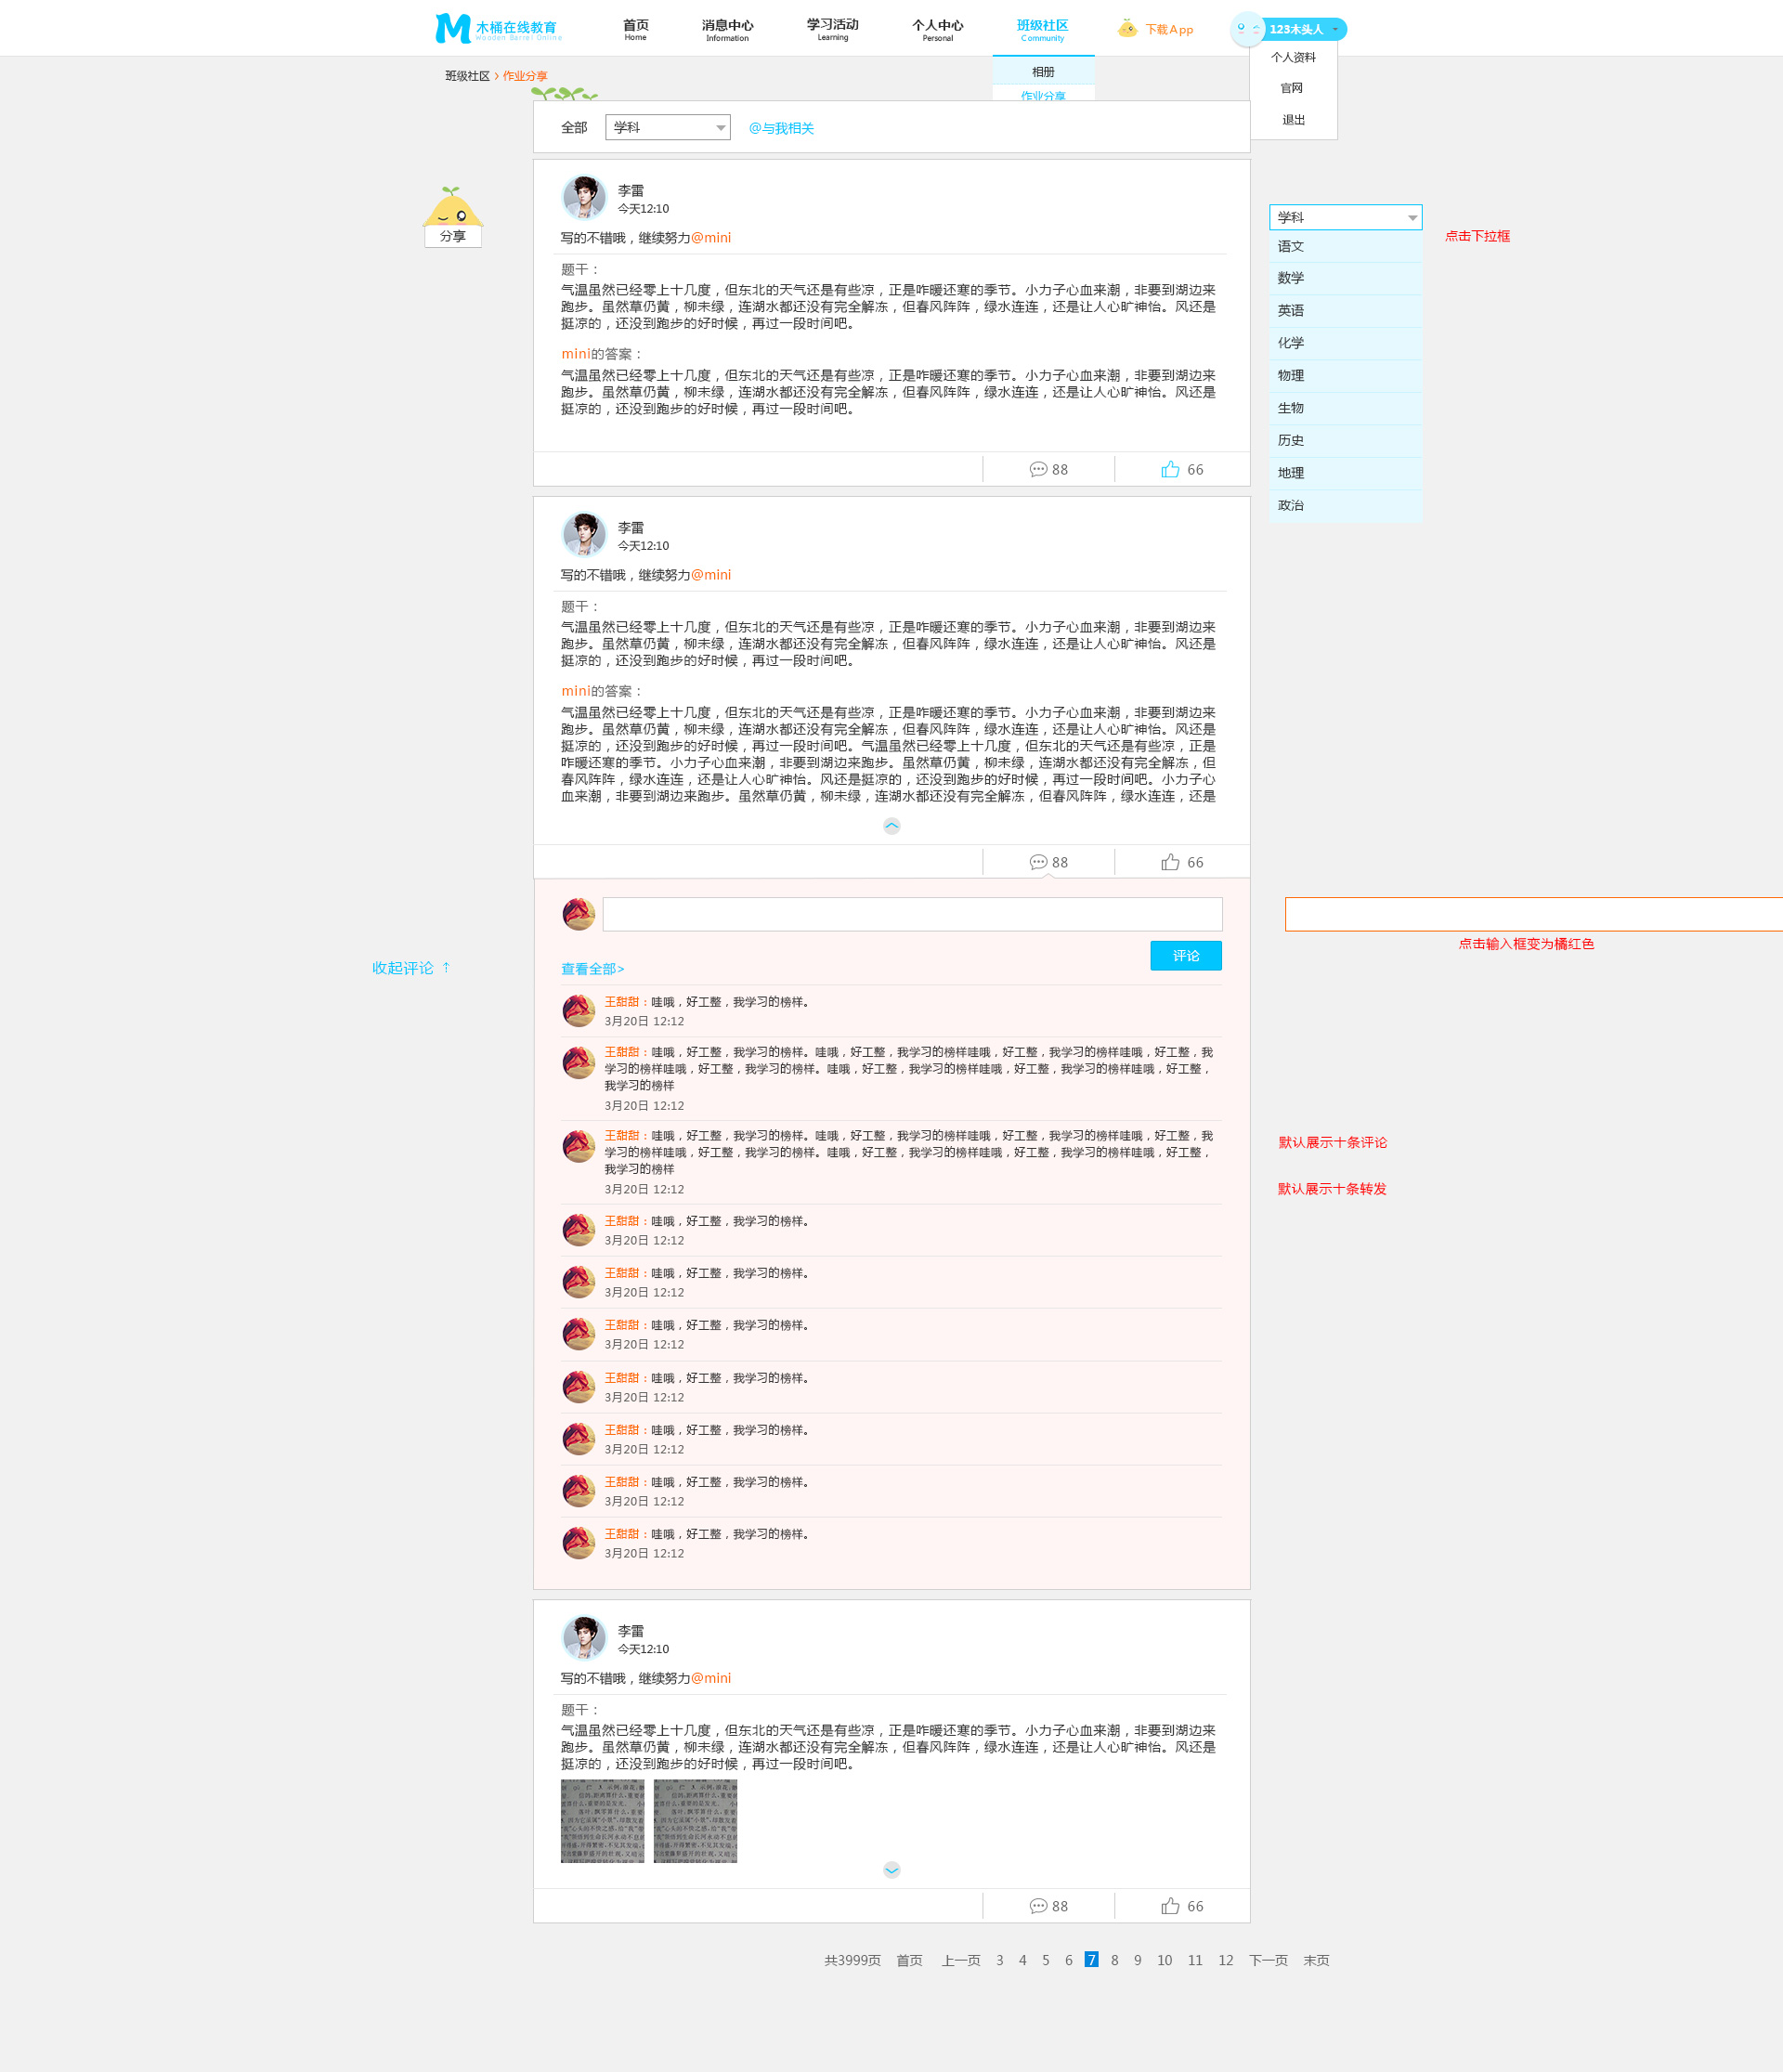 木桶在线教育
Wooden Barrel Online
首页
Home
消息中心
Information
学习活动
Learning
个人中心
Personal
班级社区
Community
下载App
123木头人
个人资料
官网
退出
相册
作业分享
班级社区 > 作业分享
全部
学科
@与我相关
分享
李雷
今天12:10
写的不错哦，继续努力@mini
题干：
气温虽然已经零上十几度，但东北的天气还是有些凉，正是咋暖还寒的季节。小力子心血来潮，非要到湖边来
跑步。虽然草仍黄，柳未绿，连湖水都还没有完全解冻，但春风阵阵，绿水连连，还是让人心旷神怡。风还是
挺凉的，还没到跑步的好时候，再过一段时间吧。
mini的答案：
气温虽然已经零上十几度，但东北的天气还是有些凉，正是咋暖还寒的季节。小力子心血来潮，非要到湖边来
跑步。虽然草仍黄，柳未绿，连湖水都还没有完全解冻，但春风阵阵，绿水连连，还是让人心旷神怡。风还是
挺凉的，还没到跑步的好时候，再过一段时间吧。
88
66
学科
语文
数学
英语
化学
物理
生物
历史
地理
政治
点击下拉框
李雷
今天12:10
写的不错哦，继续努力@mini
题干：
气温虽然已经零上十几度，但东北的天气还是有些凉，正是咋暖还寒的季节。小力子心血来潮，非要到湖边来
跑步。虽然草仍黄，柳未绿，连湖水都还没有完全解冻，但春风阵阵，绿水连连，还是让人心旷神怡。风还是
挺凉的，还没到跑步的好时候，再过一段时间吧。
mini的答案：
气温虽然已经零上十几度，但东北的天气还是有些凉，正是咋暖还寒的季节。小力子心血来潮，非要到湖边来
跑步。虽然草仍黄，柳未绿，连湖水都还没有完全解冻，但春风阵阵，绿水连连，还是让人心旷神怡。风还是
挺凉的，还没到跑步的好时候，再过一段时间吧。气温虽然已经零上十几度，但东北的天气还是有些凉，正是
咋暖还寒的季节。小力子心血来潮，非要到湖边来跑步。虽然草仍黄，柳未绿，连湖水都还没有完全解冻，但
春风阵阵，绿水连连，还是让人心旷神怡。风还是挺凉的，还没到跑步的好时候，再过一段时间吧。小力子心
血来潮，非要到湖边来跑步。虽然草仍黄，柳未绿，连湖水都还没有完全解冻，但春风阵阵，绿水连连，还是
88
66
点击输入框变为橘红色
评论
收起评论 ↑
查看全部>
王甜甜：哇哦，好工整，我学习的榜样。
3月20日 12:12
王甜甜：哇哦，好工整，我学习的榜样。哇哦，好工整，我学习的榜样哇哦，好工整，我学习的榜样哇哦，好工整，我
学习的榜样哇哦，好工整，我学习的榜样。哇哦，好工整，我学习的榜样哇哦，好工整，我学习的榜样哇哦，好工整，
我学习的榜样
3月20日 12:12
王甜甜：哇哦，好工整，我学习的榜样。哇哦，好工整，我学习的榜样哇哦，好工整，我学习的榜样哇哦，好工整，我
学习的榜样哇哦，好工整，我学习的榜样。哇哦，好工整，我学习的榜样哇哦，好工整，我学习的榜样哇哦，好工整，
我学习的榜样
3月20日 12:12
默认展示十条评论
默认展示十条转发
王甜甜：哇哦，好工整，我学习的榜样。
3月20日 12:12
王甜甜：哇哦，好工整，我学习的榜样。
3月20日 12:12
王甜甜：哇哦，好工整，我学习的榜样。
3月20日 12:12
王甜甜：哇哦，好工整，我学习的榜样。
3月20日 12:12
王甜甜：哇哦，好工整，我学习的榜样。
3月20日 12:12
王甜甜：哇哦，好工整，我学习的榜样。
3月20日 12:12
王甜甜：哇哦，好工整，我学习的榜样。
3月20日 12:12
李雷
今天12:10
写的不错哦，继续努力@mini
题干：
气温虽然已经零上十几度，但东北的天气还是有些凉，正是咋暖还寒的季节。小力子心血来潮，非要到湖边来
跑步。虽然草仍黄，柳未绿，连湖水都还没有完全解冻，但春风阵阵，绿水连连，还是让人心旷神怡。风还是
挺凉的，还没到跑步的好时候，再过一段时间吧。
88
66
共3999页 首页 上一页 3 4 5 6 7 8 9 10 11 12 下一页 末页